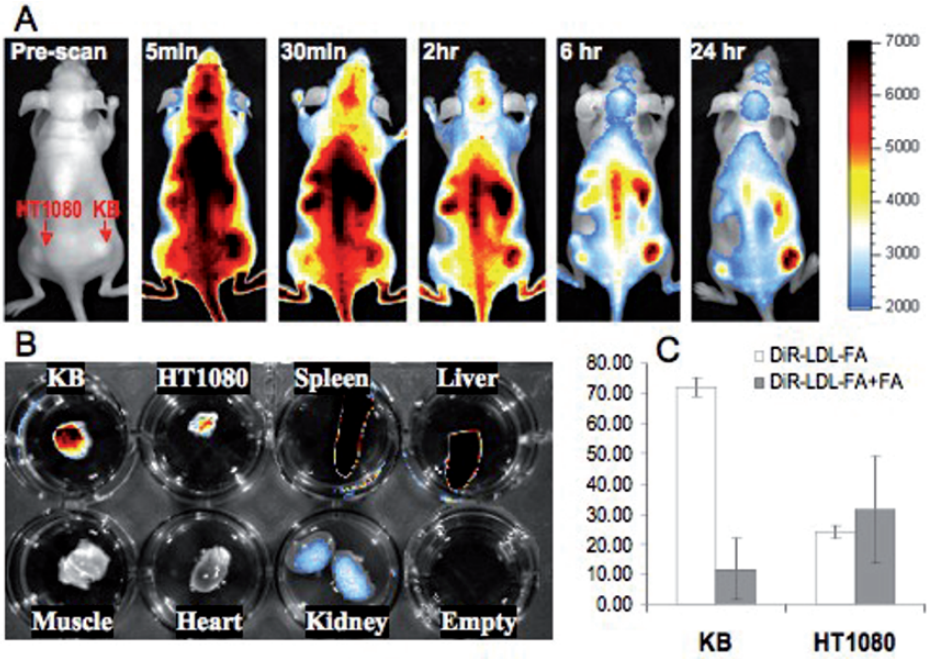 A
Pre-scan
5min
30min
2hr
6 hr
24 hr
HT1080 KB
7000
6000
5000
4000
3000
2000
B
KB
HT1080
Spleen
Liver
Muscle
Heart
Kidney
Empty
C
DiR-LDL-FA
DiR-LDL-FA+FA
80.00
70.00
60.00
50.00
40.00
30.00
20.00
10.00
0.00
KB
HT1080